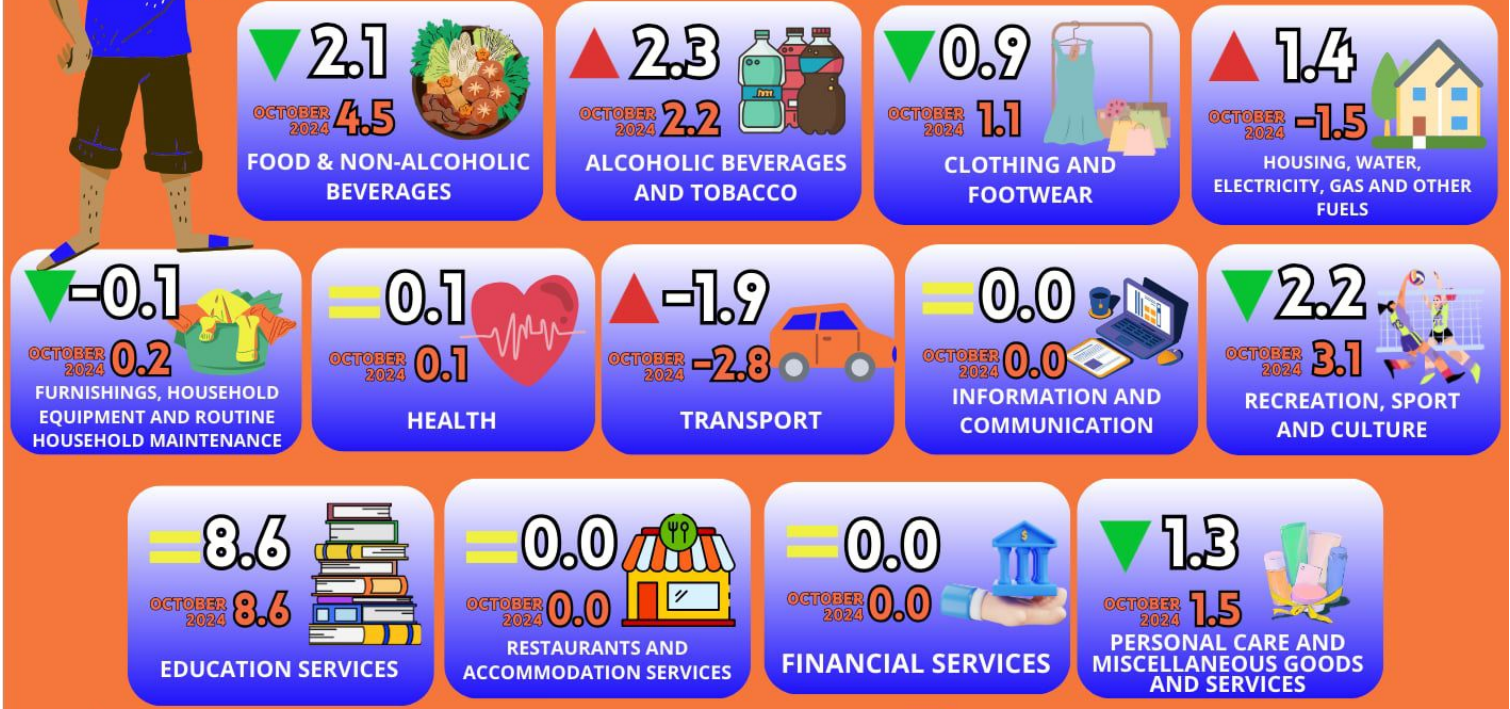 2.1
OCTOBER
2024 4.5
FOOD & NON-ALCOHOLIC
BEVERAGES
2.3
OCTOBER
2024 2.2
ALCOHOLIC BEVERAGES
AND TOBACCO
0.9
OCTOBER
2024 1.1
CLOTHING AND
FOOTWEAR
1.4
OCTOBER
2024 -1.5
HOUSING, WATER,
ELECTRICITY, GAS AND OTHER
FUELS
-0.1
OCTOBER
2024 0.2
FURNISHINGS, HOUSEHOLD
EQUIPMENT AND ROUTINE
HOUSEHOLD MAINTENANCE
=0.1
OCTOBER
2024 0.1
HEALTH
-1.9
OCTOBER
2024 -2.8
TRANSPORT
=0.0
OCTOBER
2024 0.0
INFORMATION AND
COMMUNICATION
2.2
OCTOBER
2024 3.1
RECREATION, SPORT
AND CULTURE
=8.6
OCTOBER
2024 8.6
EDUCATION SERVICES
=0.0
OCTOBER
2024 0.0
RESTAURANTS AND
ACCOMMODATION SERVICES
=0.0
OCTOBER
2024 0.0
FINANCIAL SERVICES
1.3
OCTOBER
2024 1.5
PERSONAL CARE AND
MISCELLANEOUS GOODS
AND SERVICES